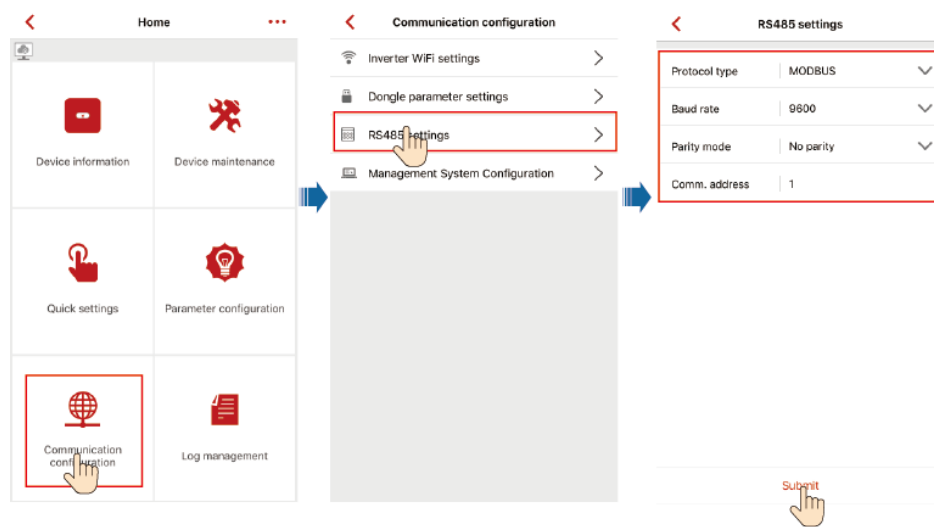 Home
Device information
Device maintenance
Quick settings
Parameter configuration
Communication
configuration
Log management
Communication configuration
Inverter WiFi settings
Dongle parameter settings
RS485 settings
Management System Configuration
RS485 settings
Protocol type MODBUS
Baud rate 9600
Parity mode No parity
Comm. address 1
Submit